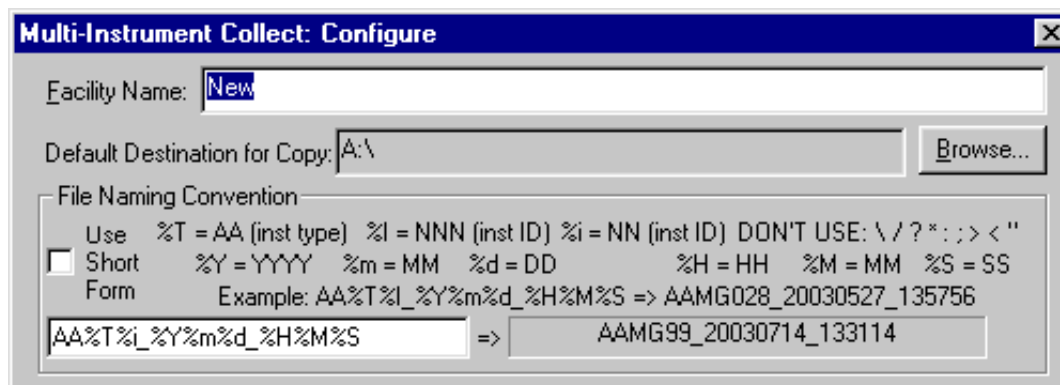 Multi-Instrument Collect: Configure
Facility Name: New
Default Destination for Copy: A:\ Browse...
File Naming Convention
Use Short Form
%T = AA (inst type) %I = NNN (inst ID) %i = NN (inst ID) DON'T USE: \ / ? * : ; > < "
%Y = YYYY %m = MM %d = DD %H = HH %M = MM %S = SS
Example: AA%T%I_%Y%m%d_%H%M%S => AAMG028_20030527_135756
AA%T%i_%Y%m%d_%H%M%S => AAMG99_20030714_133114